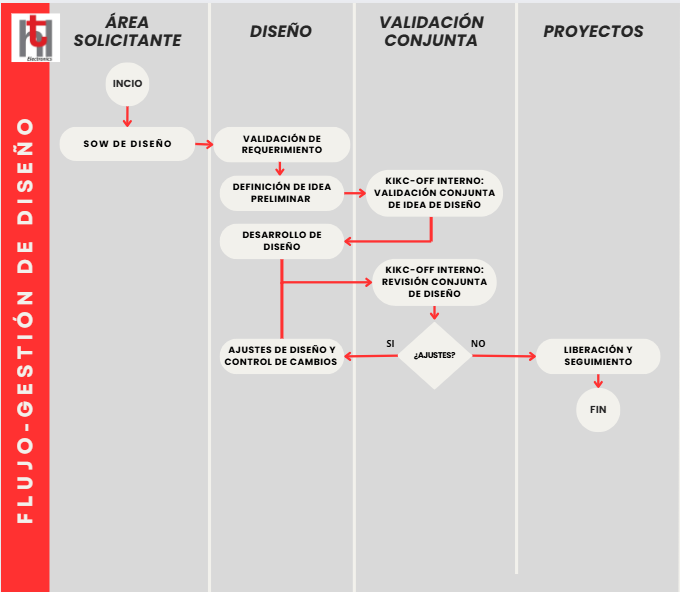 ÁREA
SOLICITANTE
DISEÑO
VALIDACIÓN
CONJUNTA
PROYECTOS
Electronics
FLUJO-GESTIÓN DE DISEÑO
INCIO
SOW DE DISEÑO
VALIDACIÓN DE
REQUERIMIENTO
DEFINICIÓN DE IDEA
PRELIMINAR
KIKC-OFF INTERNO:
VALIDACIÓN CONJUNTA
DE IDEA DE DISEÑO
DESARROLLO DE
DISEÑO
KIKC-OFF INTERNO:
REVISIÓN CONJUNTA
DE DISEÑO
AJUSTES DE DISEÑO Y
CONTROL DE CAMBIOS
SI
¿AJUSTES?
NO
LIBERACIÓN Y
SEGUIMIENTO
FIN